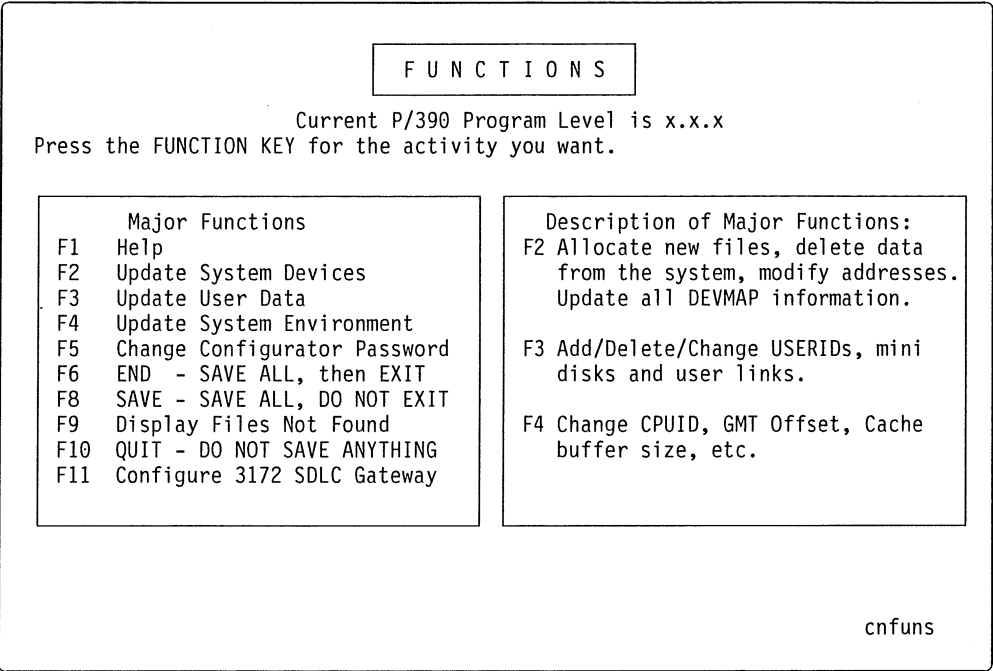 F U N C T I O N S
Current P/390 Program Level is x.x.x
Press the FUNCTION KEY for the activity you want.
Major Functions
F1 Help
F2 Update System Devices
F3 Update User Data
F4 Update System Environment
F5 Change Configurator Password
F6 END - SAVE ALL, then EXIT
F8 SAVE - SAVE ALL, DO NOT EXIT
F9 Display Files Not Found
F10 QUIT - DO NOT SAVE ANYTHING
F11 Configure 3172 SDLC Gateway
Description of Major Functions:
F2 Allocate new files, delete data
from the system, modify addresses.
Update all DEVMAP information.
F3 Add/Delete/Change USERIDs, mini
disks and user links.
F4 Change CPUID, GMT Offset, Cache
buffer size, etc.
cnfuns